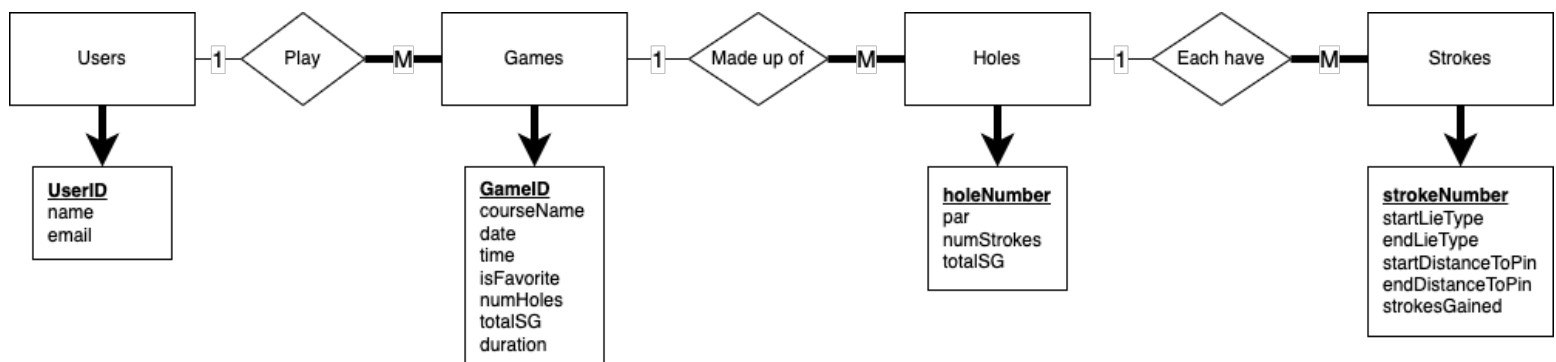 Users
1
Play
M
Games
1
Made up of
M
Holes
1
Each have
M
Strokes
UserID
name
email
GameID
courseName
date
time
isFavorite
numHoles
totalSG
duration
holeNumber
par
numStrokes
totalSG
strokeNumber
startLieType
endLieType
startDistanceToPin
endDistanceToPin
strokesGained